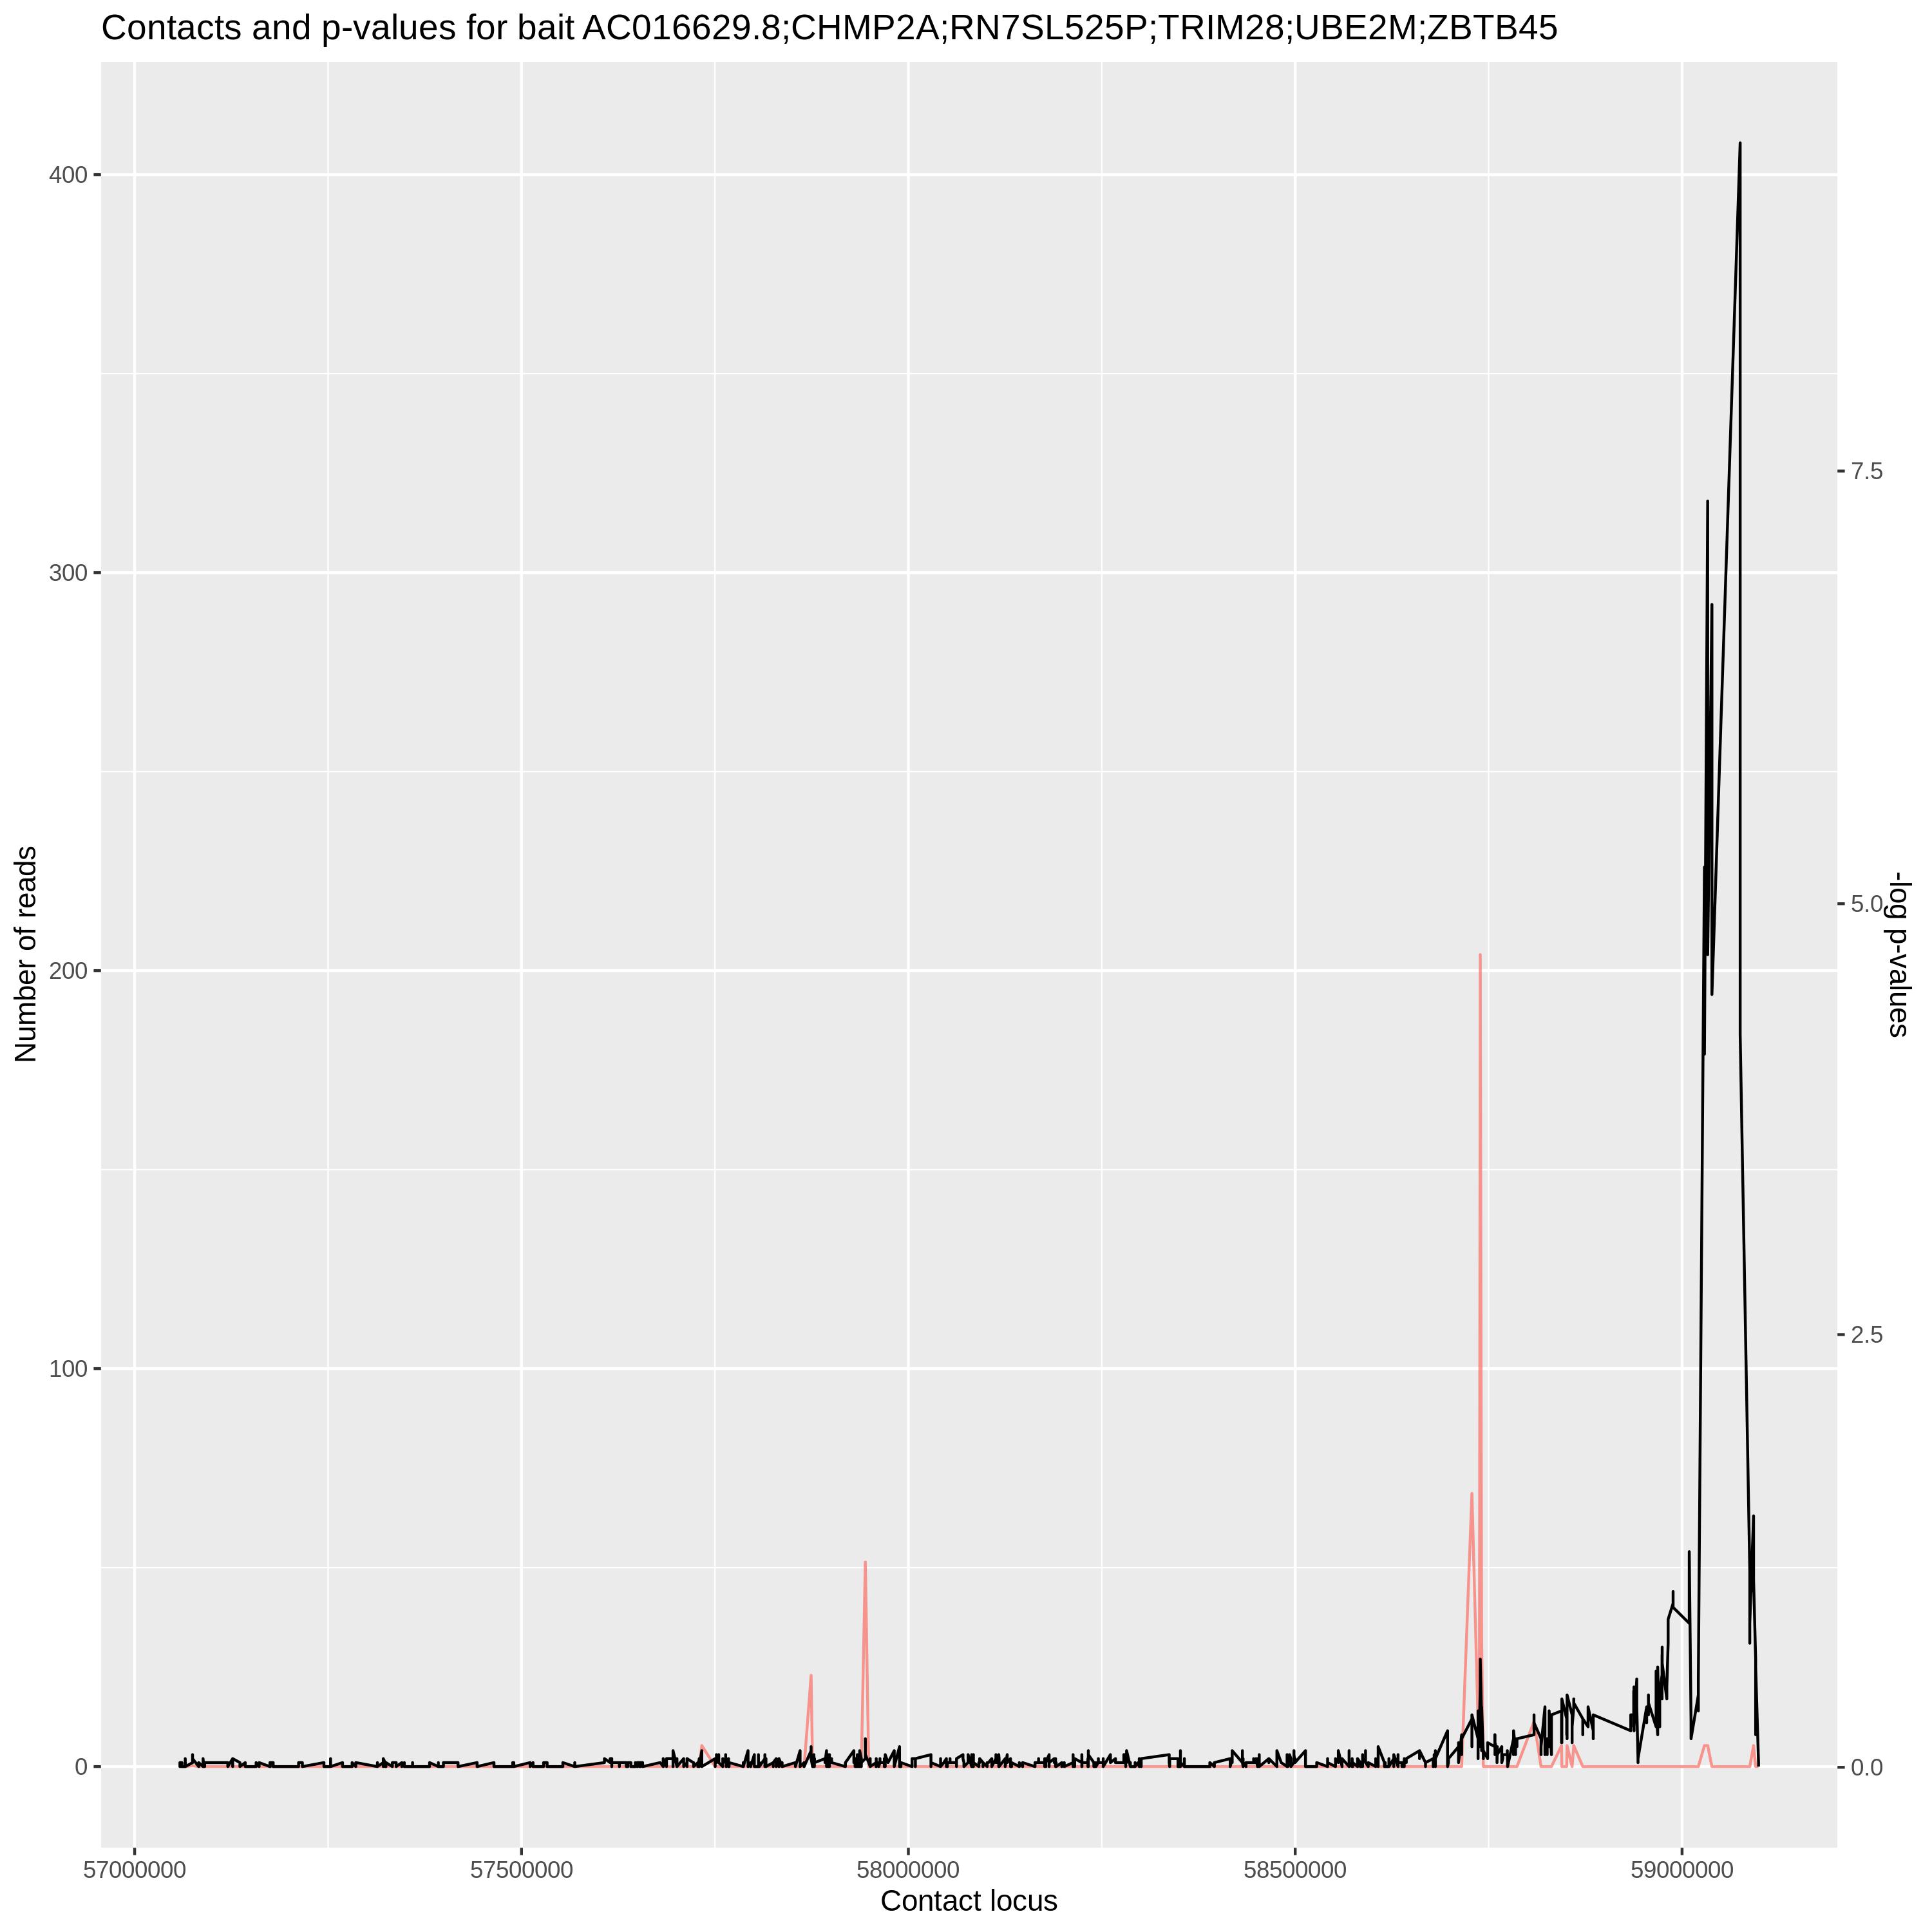 Contacts and p-values for bait AC016629.8;CHMP2A;RN7SL525P;TRIM28;UBE2M;ZBTB45
400
300
200
100
0
Number of reads
7.5
5.0
2.5
0.0
-log p-values
57000000 57500000 58000000 58500000 59000000
Contact locus